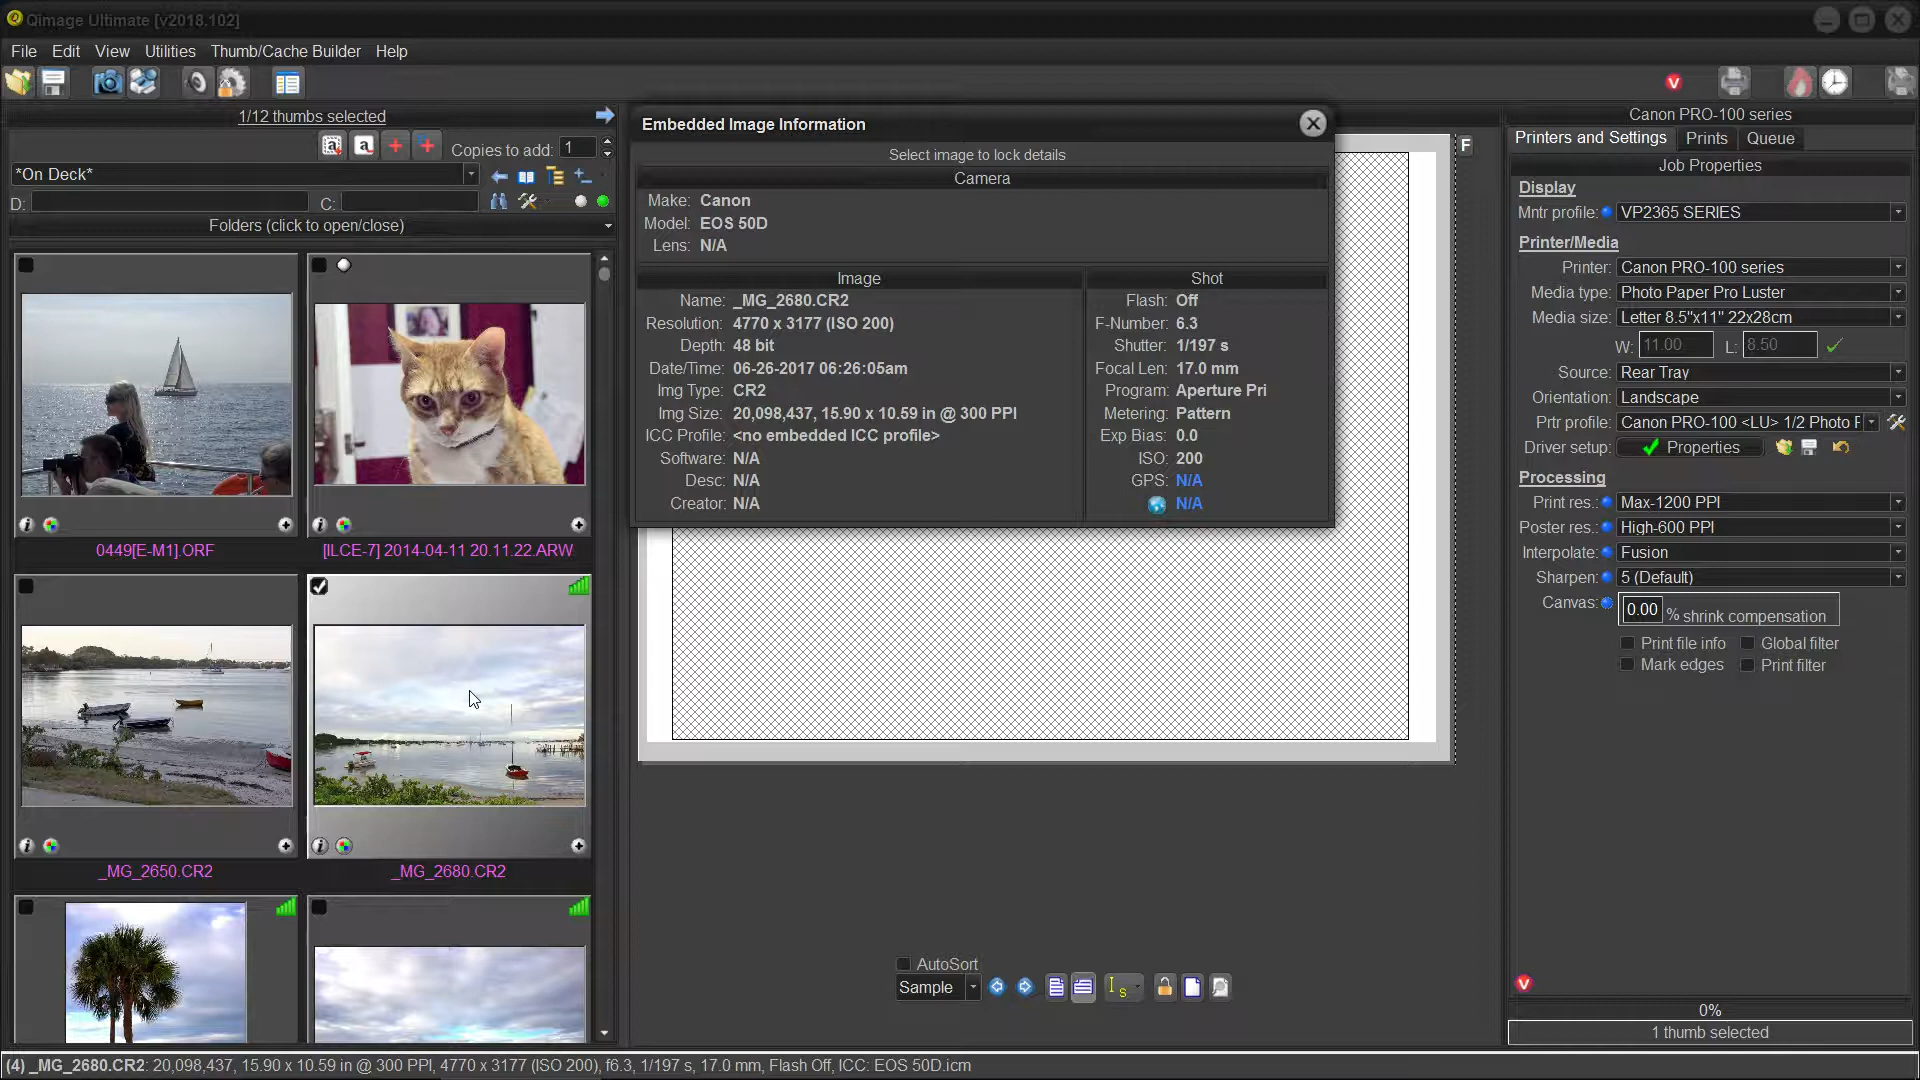 Qimage Ultimate [v2018.102]
File Edit View Utilities Thumb/Cache Builder Help
1/12 thumbs selected
Copies to add: 1
*On Deck*
D: C:
Folders (click to open/close)
0449[E-M1].ORF
[ILCE-7] 2014-04-11 20.11.22.ARW
_MG_2650.CR2
_MG_2680.CR2
Embedded Image Information
Select image to lock details
Camera
Make: Canon
Model: EOS 50D
Lens: N/A
Image
Name: _MG_2680.CR2
Resolution: 4770 x 3177 (ISO 200)
Depth: 48 bit
Date/Time: 06-26-2017 06:26:05am
Img Type: CR2
Img Size: 20,098,437, 15.90 x 10.59 in @ 300 PPI
ICC Profile: <no embedded ICC profile>
Software: N/A
Desc: N/A
Creator: N/A
Shot
Flash: Off
F-Number: 6.3
Shutter: 1/197 s
Focal Len: 17.0 mm
Program: Aperture Pri
Metering: Pattern
Exp Bias: 0.0
ISO: 200
GPS: N/A
N/A
F
AutoSort
Sample
Canon PRO-100 series
Printers and Settings Prints Queue
Job Properties
Display
Mntr profile: VP2365 SERIES
Printer/Media
Printer: Canon PRO-100 series
Media type: Photo Paper Pro Luster
Media size: Letter 8.5"x11" 22x28cm
W: 11.00 L: 8.50
Source: Rear Tray
Orientation: Landscape
Prtr profile: Canon PRO-100 <LU> 1/2 Photo F
Driver setup: Properties
Processing
Print res.: Max-1200 PPI
Poster res.: High-600 PPI
Interpolate: Fusion
Sharpen: 5 (Default)
Canvas: 0.00 % shrink compensation
Print file info Global filter
Mark edges Print filter
0%
1 thumb selected
(4) _MG_2680.CR2: 20,098,437, 15.90 x 10.59 in @ 300 PPI, 4770 x 3177 (ISO 200), f6.3, 1/197 s, 17.0 mm, Flash Off, ICC: EOS 50D.icm